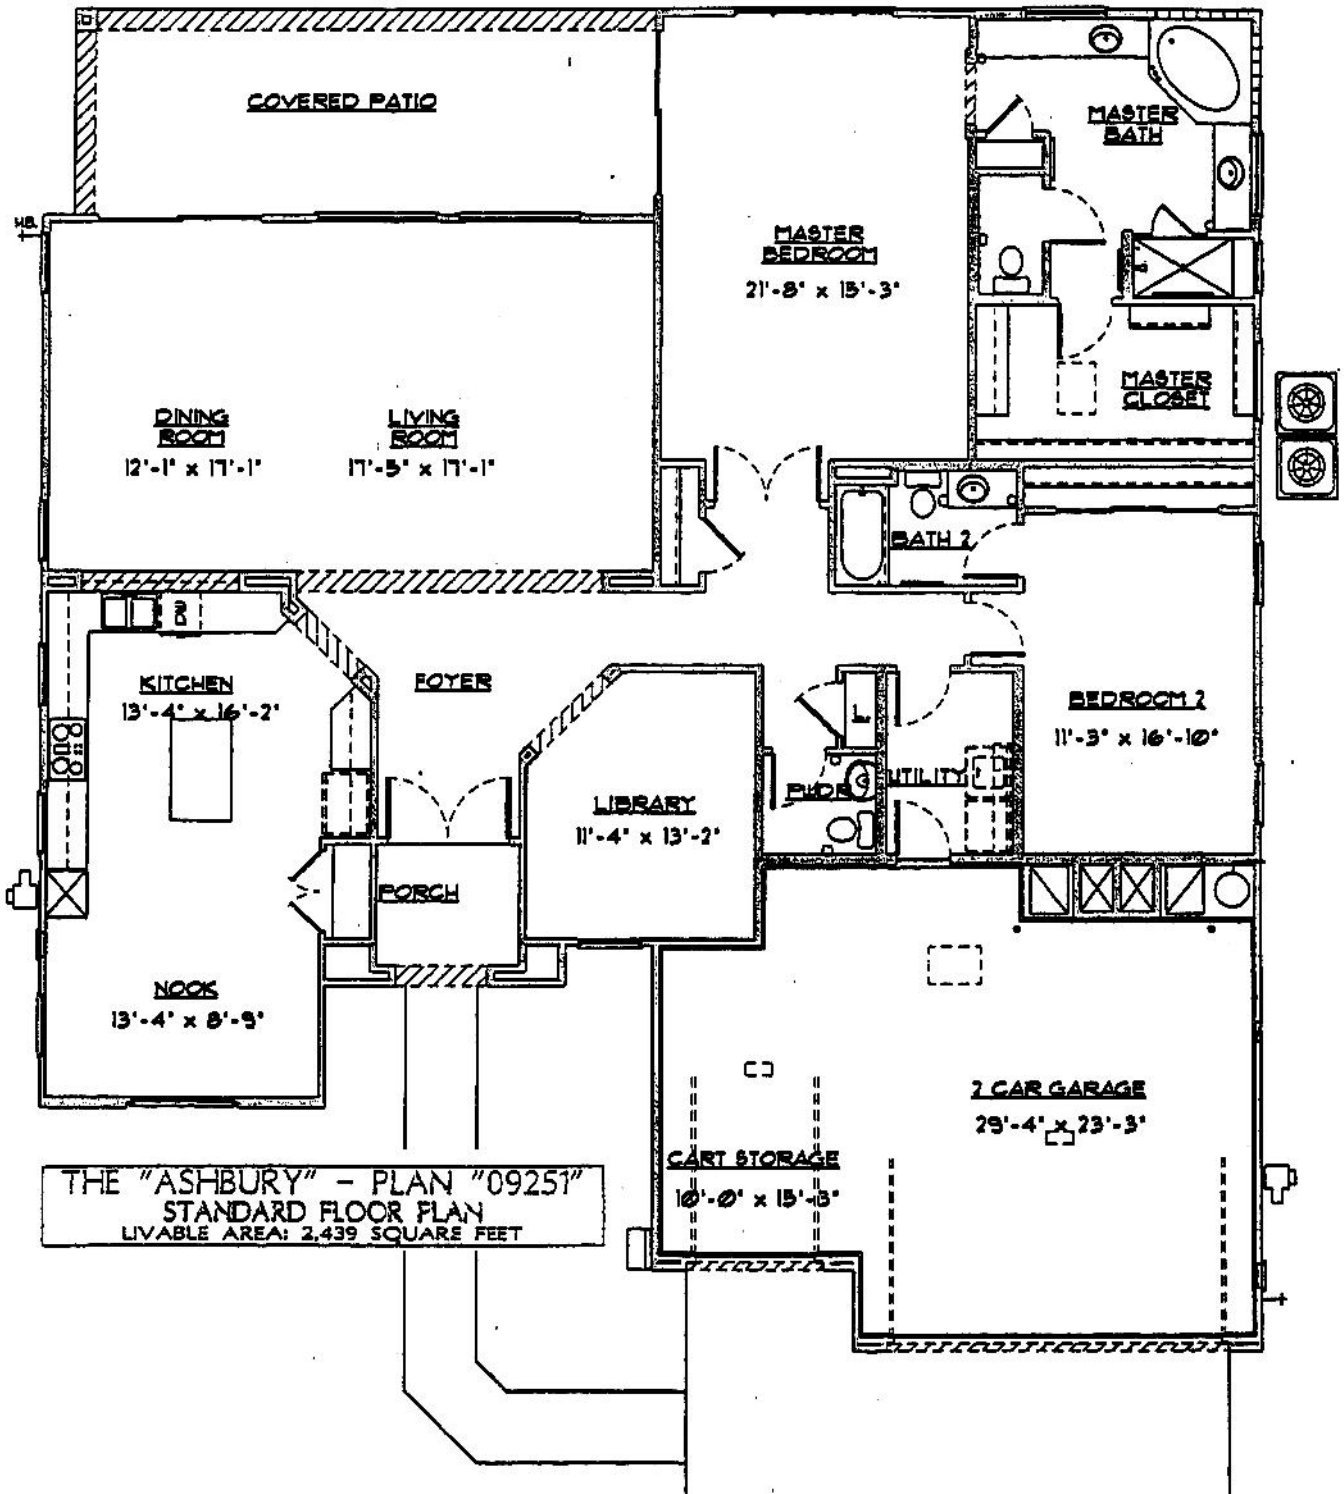 COVERED PATIO
MASTER
BATH
H.B.
MASTER
BEDROOM
21'-8" x 15'-3"
MASTER
CLOSET
DINING
ROOM
12'-1" x 17'-1"
LIVING
ROOM
17'-5" x 17'-1"
BATH 2
DW
KITCHEN
13'-4" x 16'-2"
FOYER
BEDROOM 2
11'-3" x 16'-10"
L
UTILITY
PWDR
LIBRARY
11'-4" x 13'-2"
PORCH
NOOK
13'-4" x 8'-9"
2 CAR GARAGE
29'-4" x 23'-3"
CART STORAGE
10'-0" x 15'-3"
THE "ASHBURY" - PLAN "09251"
STANDARD FLOOR PLAN
LIVABLE AREA: 2,439 SQUARE FEET